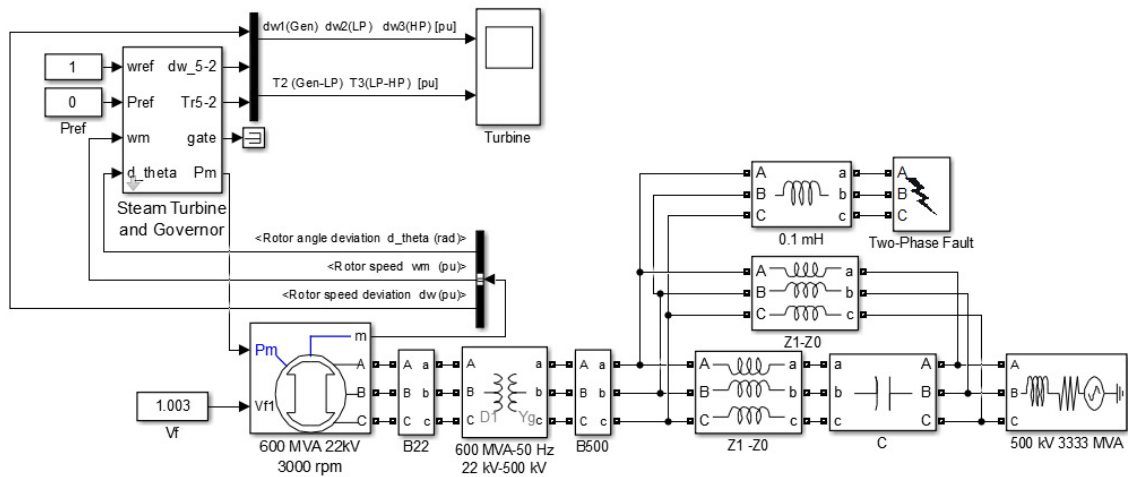 dw1(Gen) dw2(LP) dw3(HP) [pu]
T2 (Gen-LP) T3(LP-HP) [pu]
Turbine
1
0
Pref
wref
Pref
wm
d_theta
dw_5-2
Tr5-2
gate
Pm
Steam Turbine
and Governor
<Rotor angle deviation d_theta (rad)>
<Rotor speed wm (pu)>
<Rotor speed deviation dw (pu)>
A
B
C
a
b
c
0.1 mH
A
B
C
Two-Phase Fault
A
B
C
a
b
c
Z1-Z0
1.003
Vf
Pm
Vf1
m
A
B
C
600 MVA 22kV
3000 rpm
A
B
C
a
b
c
B22
A
B
C
D1
Yg
a
b
c
600 MVA-50 Hz
22 kV-500 kV
A
B
C
a
b
c
B500
A
B
C
a
b
c
Z1 -Z0
a
b
c
A
B
C
C
A
B
C
500 kV 3333 MVA